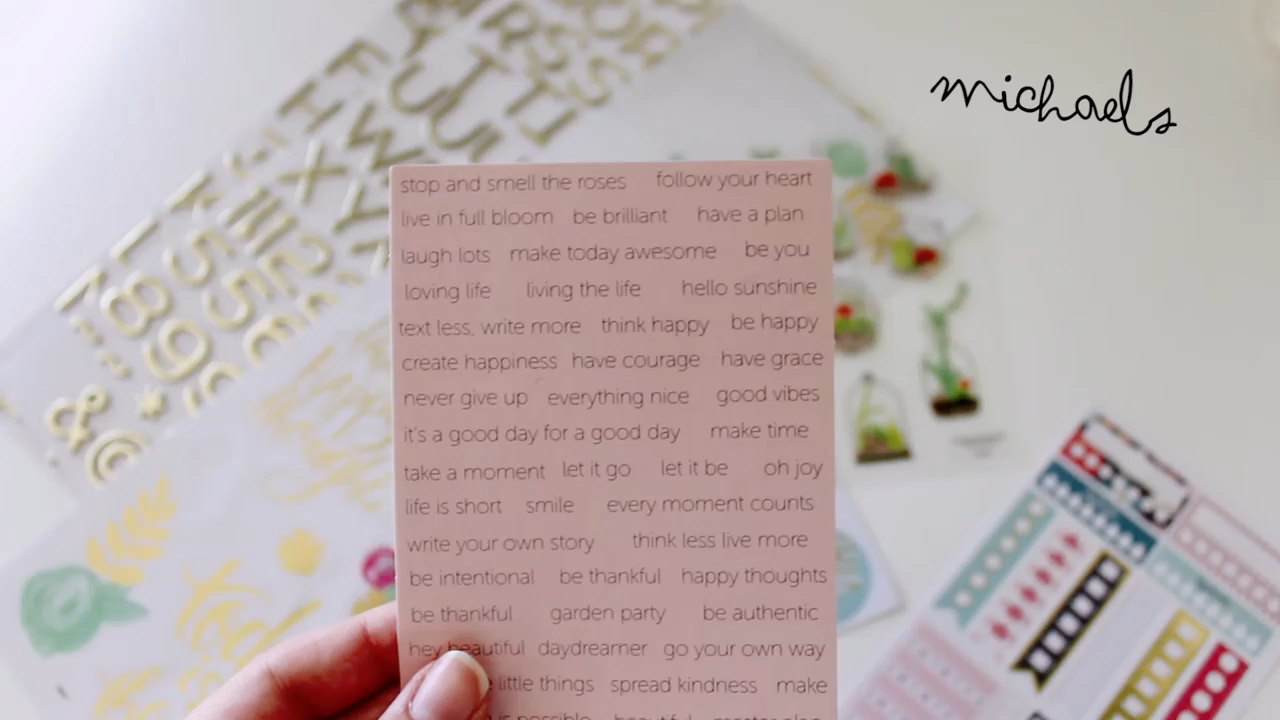 michaels
stop and smell the roses follow your heart
live in full bloom be brilliant have a plan
laugh lots make today awesome be you
loving life living the life hello sunshine
text less, write more think happy be happy
create happiness have courage have grace
never give up everything nice good vibes
it's a good day for a good day make time
take a moment let it go let it be oh joy
life is short smile every moment counts
write your own story think less live more
be intentional be thankful happy thoughts
be thankful garden party be authentic
hey beautiful daydreamer go your own way
little things spread kindness make